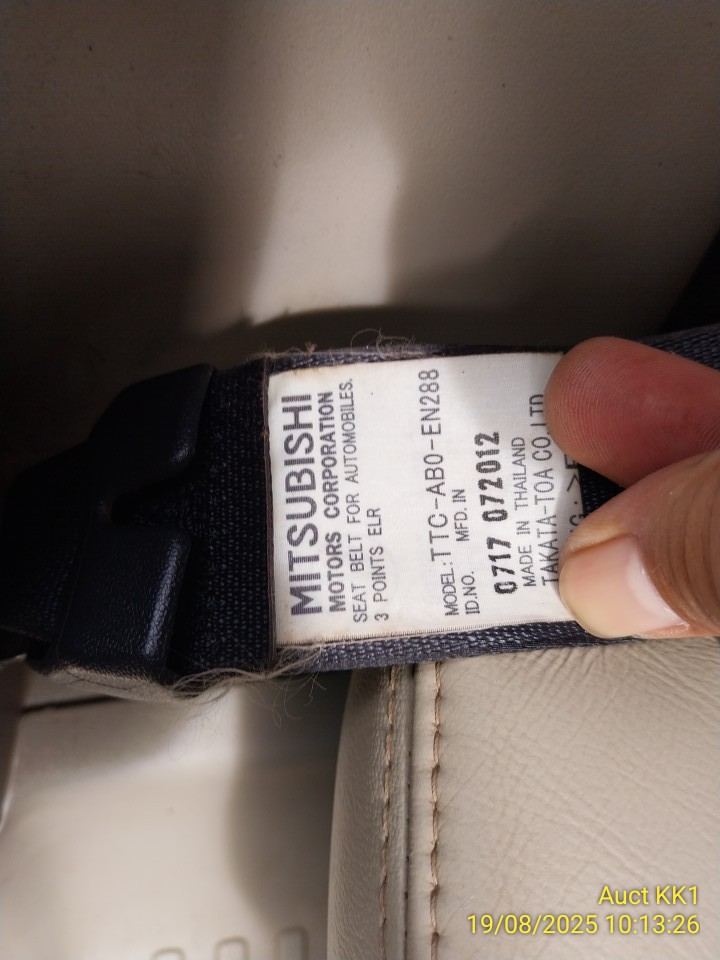 MITSUBISHI
MOTORS CORPORATION
SEAT BELT FOR AUTOMOBILES.
3 POINTS ELR
MODEL:TTC-AB0-EN288
ID.NO. MFD.IN
0717 072012
MADE IN THAILAND
TAKATA-TOA CO.LTD
Auct KK1
19/08/2025 10:13:26